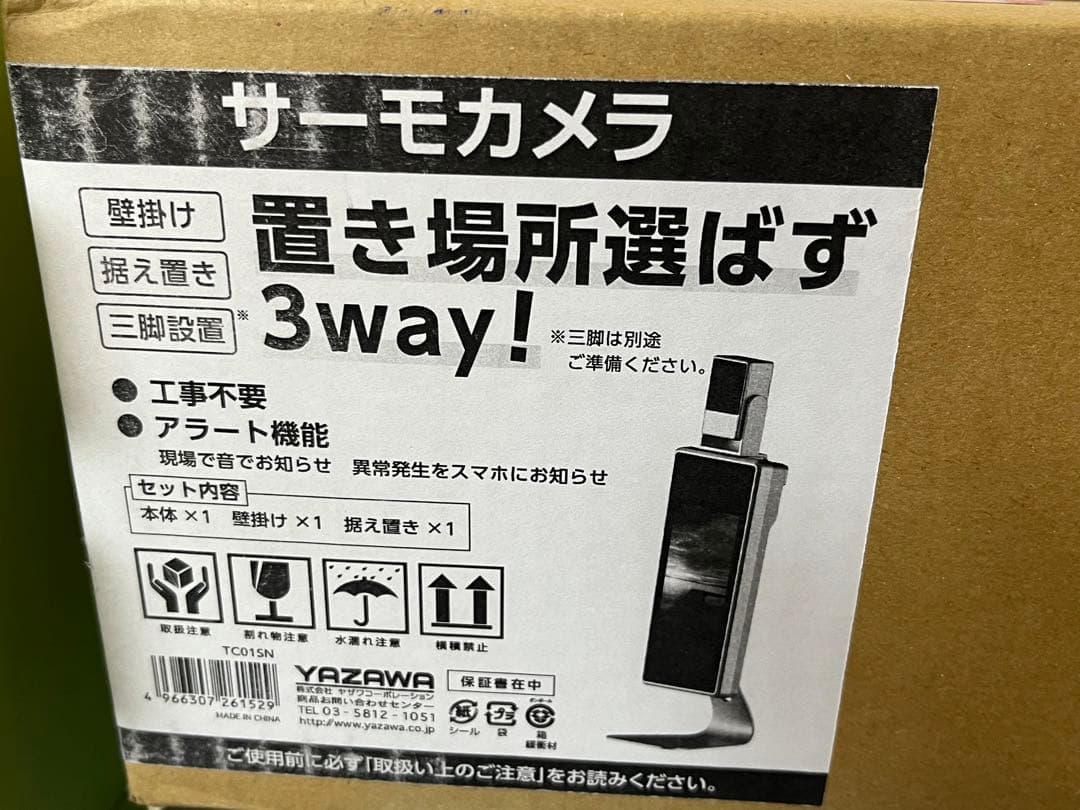 サーモカメラ
壁掛け
据え置き
三脚設置※
置き場所選ばず
3way!
※三脚は別途
ご準備ください。
● 工事不要
● アラート機能
現場で音でお知らせ 異常発生をスマホにお知らせ
セット内容
本体×1 壁掛け×1 据え置き×1
取扱注意
割れ物注意
水濡れ注意
横積禁止
TC01SN
4 966307 261529
MADE IN CHINA
YAZAWA
株式会社 ヤザワコーポレーション
商品お問い合わせセンター
TEL 03-5812-1051
http://www.yazawa.co.jp
保証書在中
紙
シール
プラ
袋
ダンボール
箱
緩衝材
ご使用前に必ず「取扱い上のご注意」をお読みください。